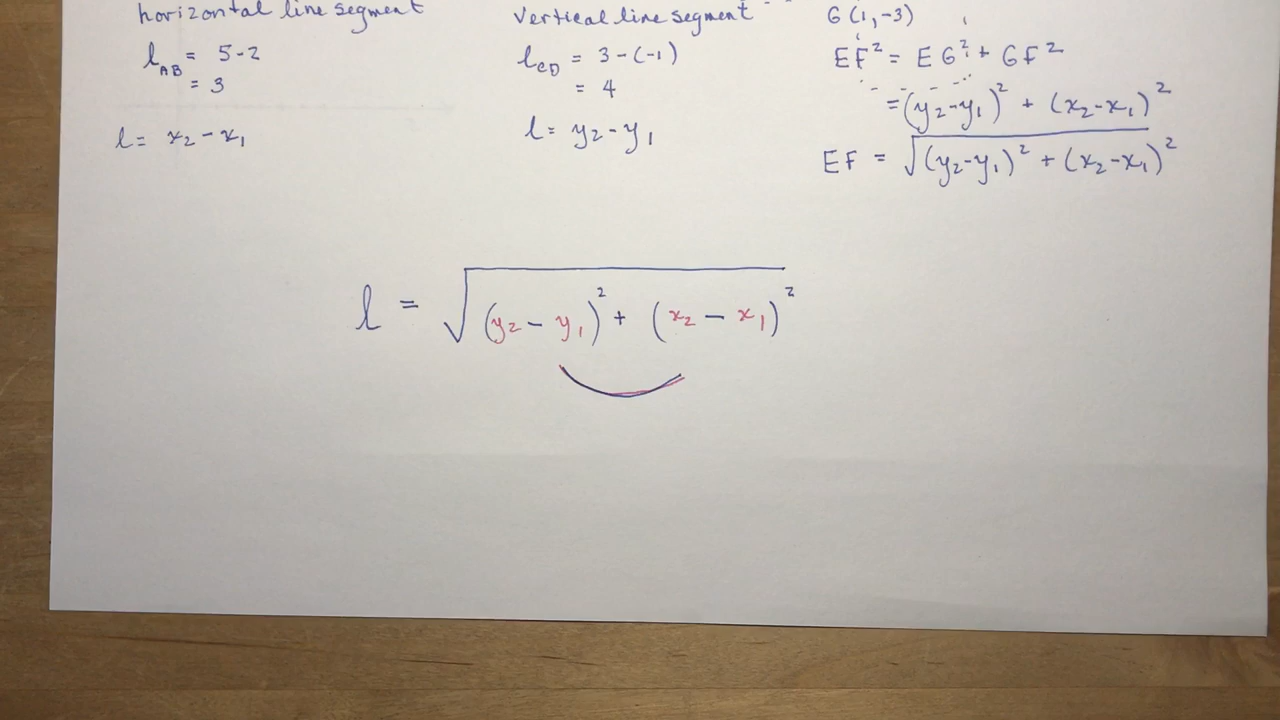 horizontal line segment
l_AB = 5-2
= 3
l = x₂ - x₁
Vertical line segment
l_CD = 3-(-1)
= 4
l = y₂ - y₁
G(1,-3)
EF² = EG² + GF²
= (y₂-y₁)² + (x₂-x₁)²
EF = √(y₂-y₁)² + (x₂-x₁)²
l = √(y₂ - y₁)² + (x₂ - x₁)²